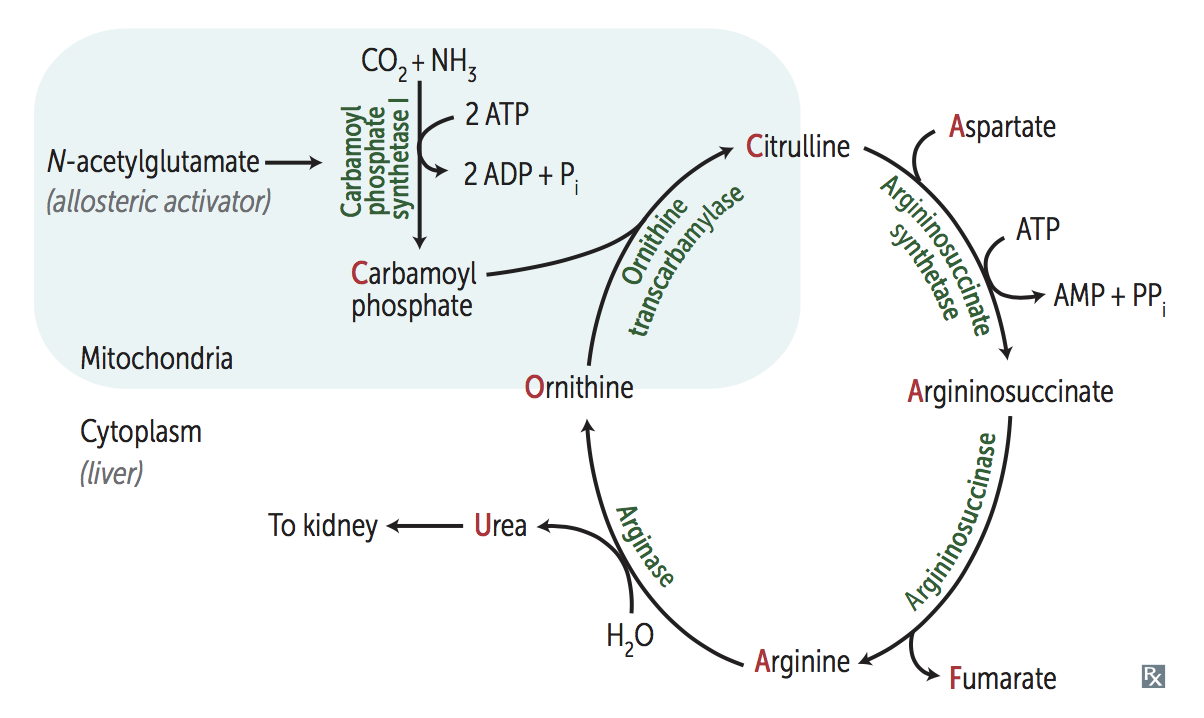 CO₂ + NH₃
Carbamoyl
phosphate
synthetase I
2 ATP
2 ADP + Pᵢ
N-acetylglutamate
(allosteric activator)
Carbamoyl
phosphate
Mitochondria
Cytoplasm
(liver)
Ornithine
transcarbamylase
Citrulline
Aspartate
Argininosuccinate
synthetase
ATP
AMP + PPᵢ
Ornithine
Argininosuccinate
Argininosuccinase
To kidney
Urea
Arginase
H₂O
Arginine
Fumarate
Rx